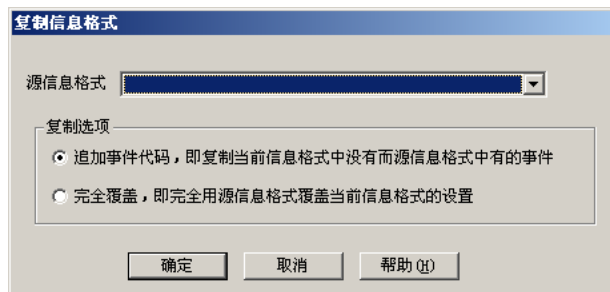 复制信息格式
源信息格式
复制选项
追加事件代码，即复制当前信息格式中没有而源信息格式中有的事件
完全覆盖，即完全用源信息格式覆盖当前信息格式的设置
确定 取消 帮助(H)